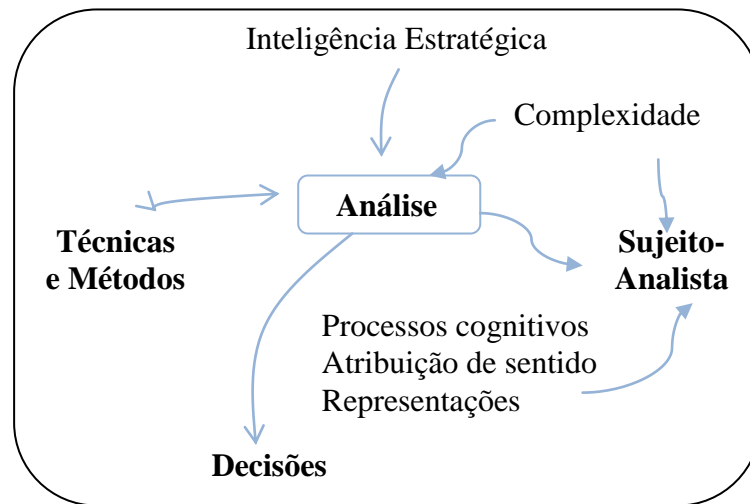 Inteligência Estratégica
Complexidade
Análise
Técnicas
e Métodos
Sujeito-
Analista
Processos cognitivos
Atribuição de sentido
Representações
Decisões